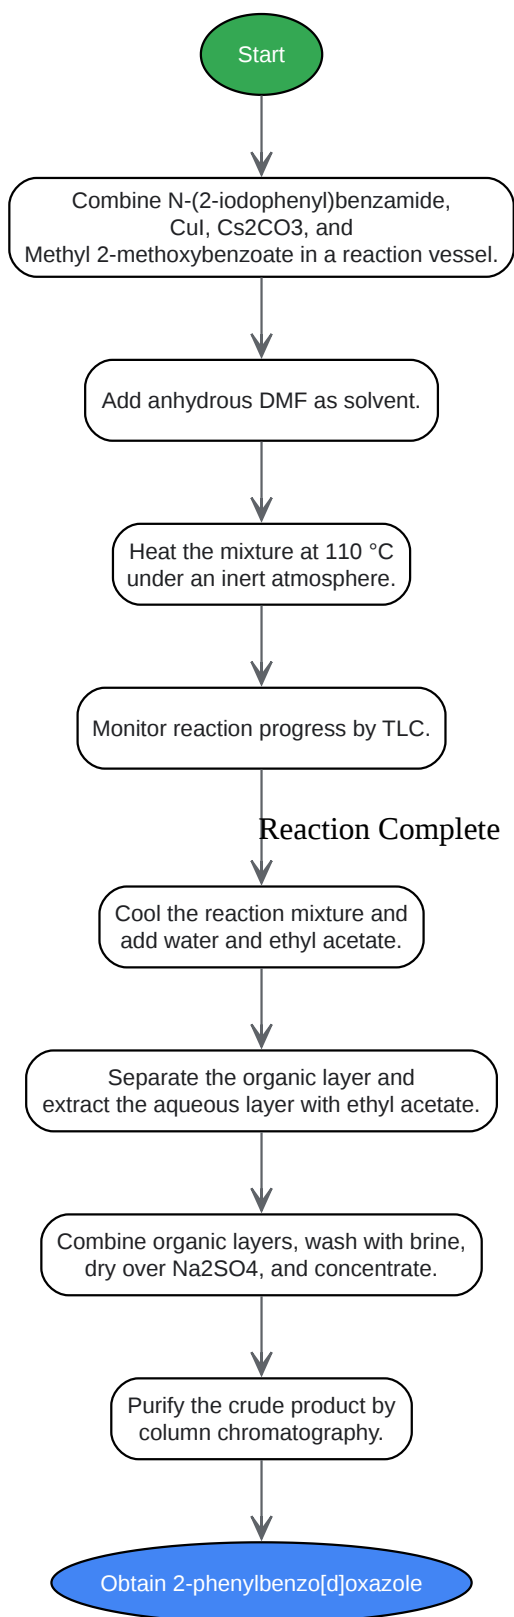 Start
Combine N-(2-iodophenyl)benzamide,
CuI, Cs2CO3, and
Methyl 2-methoxybenzoate in a reaction vessel.
Add anhydrous DMF as solvent.
Heat the mixture at 110 °C
under an inert atmosphere.
Monitor reaction progress by TLC.
Reaction Complete
Cool the reaction mixture and
add water and ethyl acetate.
Separate the organic layer and
extract the aqueous layer with ethyl acetate.
Combine organic layers, wash with brine,
dry over Na2SO4, and concentrate.
Purify the crude product by
column chromatography.
Obtain 2-phenylbenzo[d]oxazole